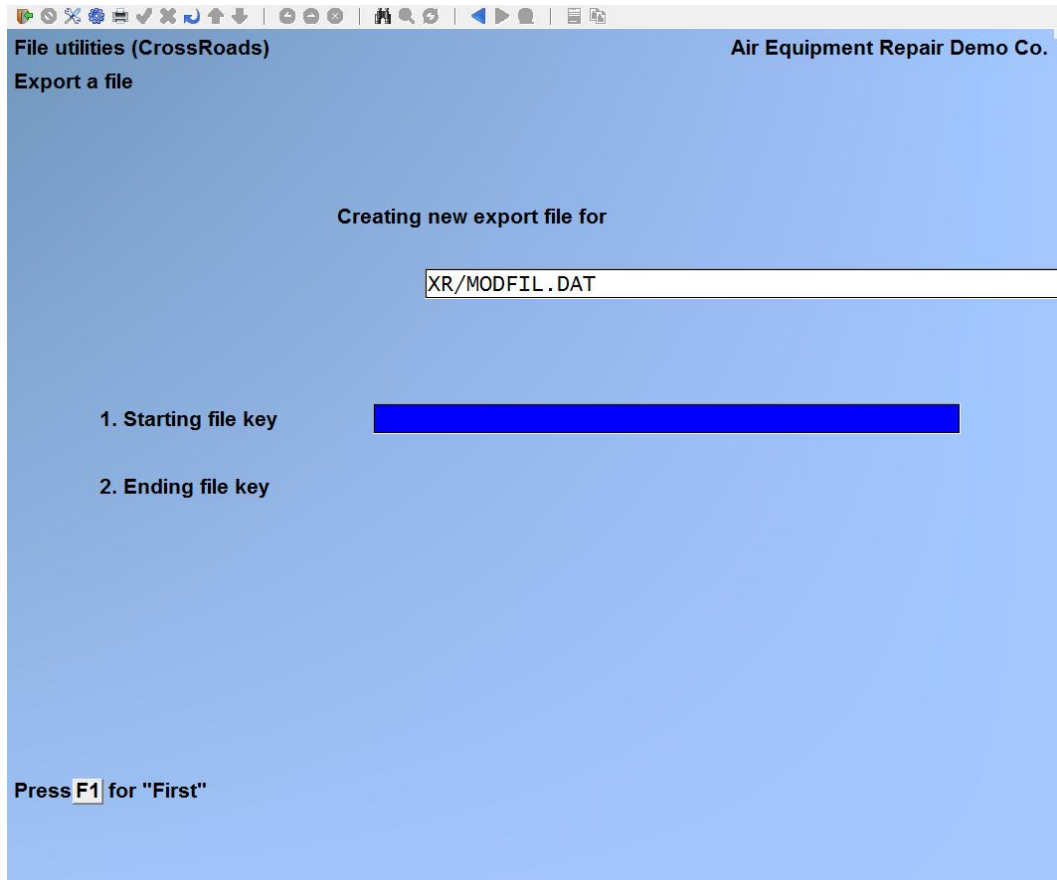 File utilities (CrossRoads) Air Equipment Repair Demo Co.
Export a file
Creating new export file for
XR/MODFIL.DAT
1. Starting file key
2. Ending file key
Press F1 for "First"